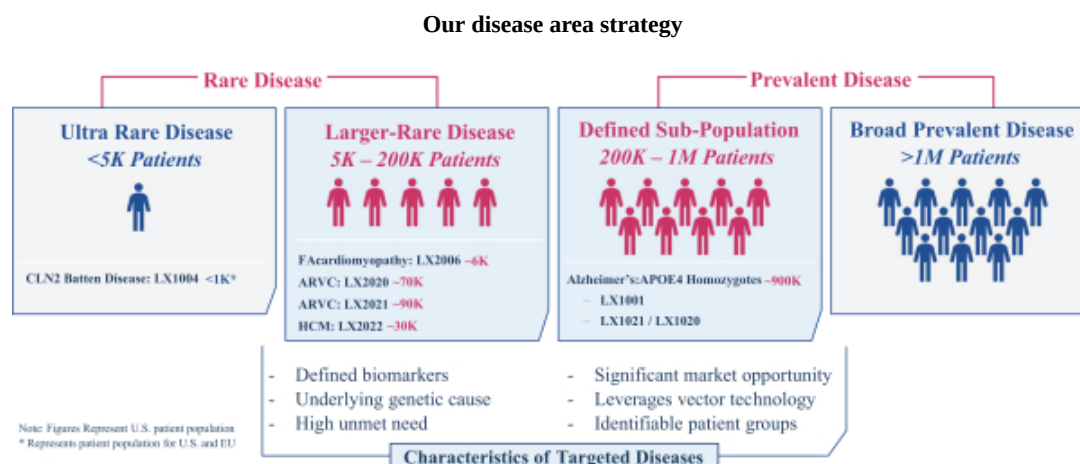 Our disease area strategy
Rare Disease
Prevalent Disease
Ultra Rare Disease
<5K Patients
CLN2 Batten Disease: LX1004 <1K*
Larger-Rare Disease
5K – 200K Patients
FAcardiomyopathy: LX2006 ~6K
ARVC: LX2020 ~70K
ARVC: LX2021 ~90K
HCM: LX2022 ~30K
Defined Sub-Population
200K – 1M Patients
Alzheimer's:APOE4 Homozygotes ~900K
– LX1001
– LX1021 / LX1020
Broad Prevalent Disease
>1M Patients
- Defined biomarkers
- Underlying genetic cause
- High unmet need
- Significant market opportunity
- Leverages vector technology
- Identifiable patient groups
Note: Figures Represent U.S. patient population
* Represents patient population for U.S. and EU
Characteristics of Targeted Diseases